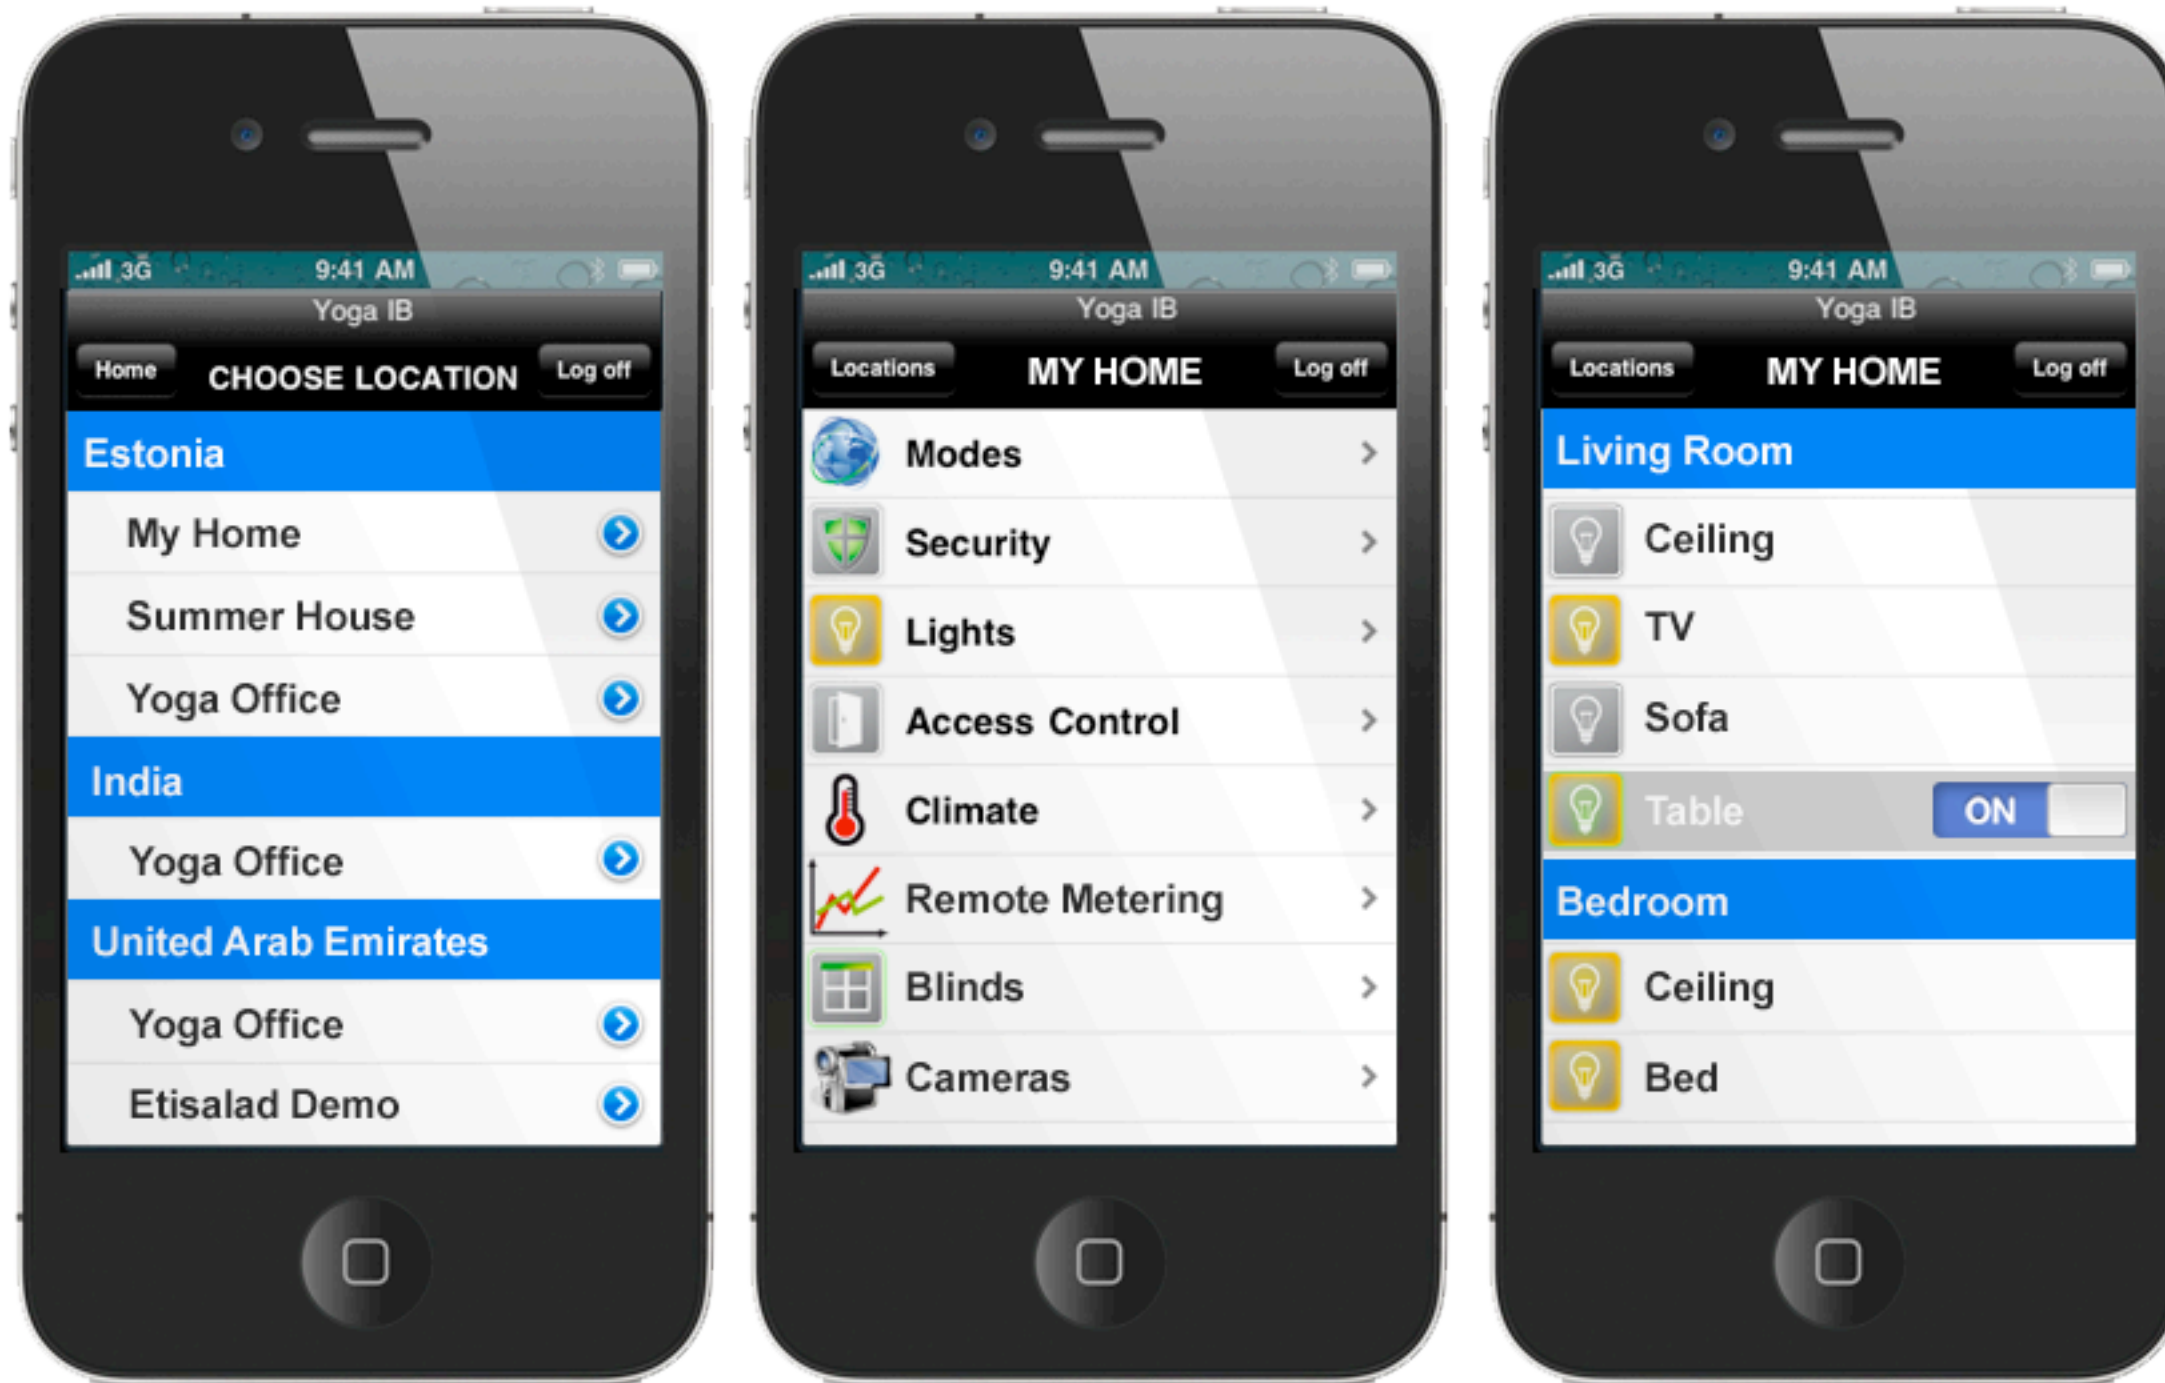 3G 9:41 AM
Yoga IB
Home CHOOSE LOCATION Log off
Estonia
My Home
Summer House
Yoga Office
India
Yoga Office
United Arab Emirates
Yoga Office
Etisalad Demo
3G 9:41 AM
Yoga IB
Locations MY HOME Log off
Modes
Security
Lights
Access Control
Climate
Remote Metering
Blinds
Cameras
3G 9:41 AM
Yoga IB
Locations MY HOME Log off
Living Room
Ceiling
TV
Sofa
Table ON
Bedroom
Ceiling
Bed